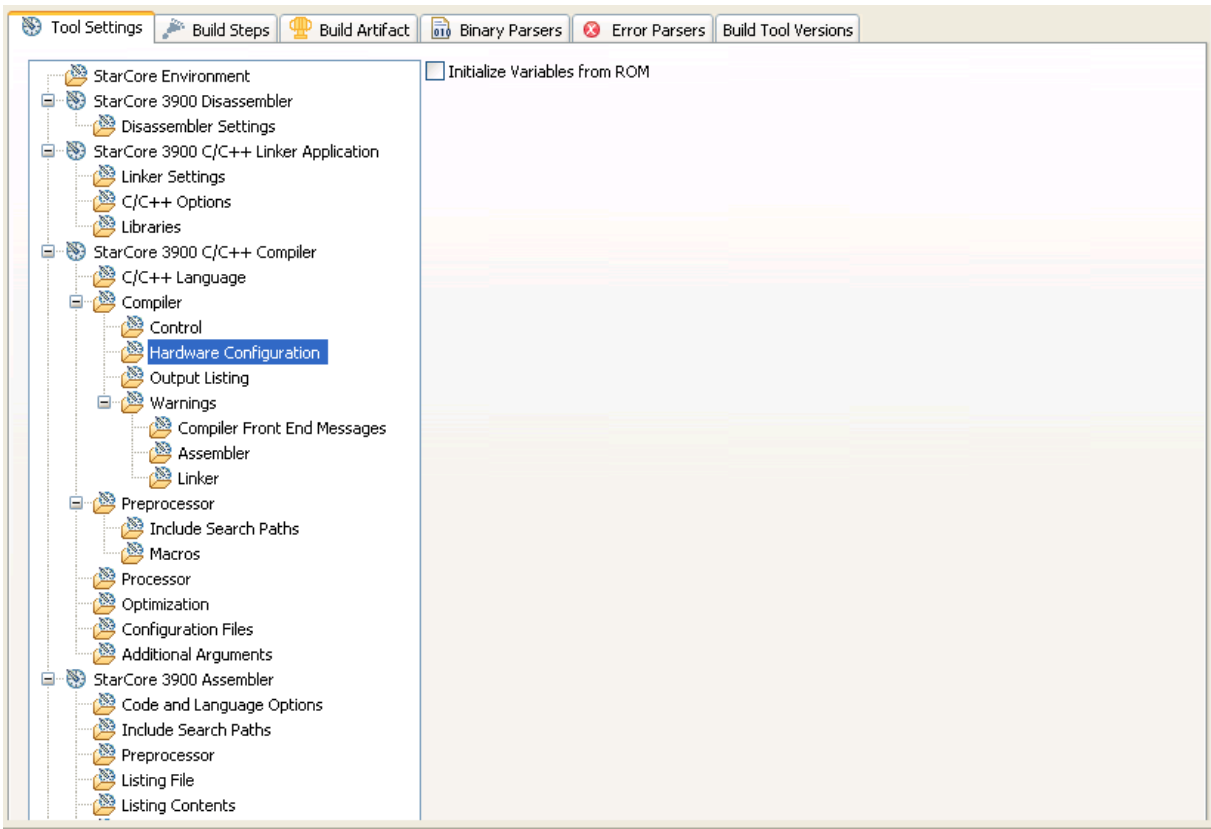 Tool Settings Build Steps Build Artifact Binary Parsers Error Parsers Build Tool Versions
StarCore Environment
Initialize Variables from ROM
StarCore 3900 Disassembler
Disassembler Settings
StarCore 3900 C/C++ Linker Application
Linker Settings
C/C++ Options
Libraries
StarCore 3900 C/C++ Compiler
C/C++ Language
Compiler
Control
Hardware Configuration
Output Listing
Warnings
Compiler Front End Messages
Assembler
Linker
Preprocessor
Include Search Paths
Macros
Processor
Optimization
Configuration Files
Additional Arguments
StarCore 3900 Assembler
Code and Language Options
Include Search Paths
Preprocessor
Listing File
Listing Contents